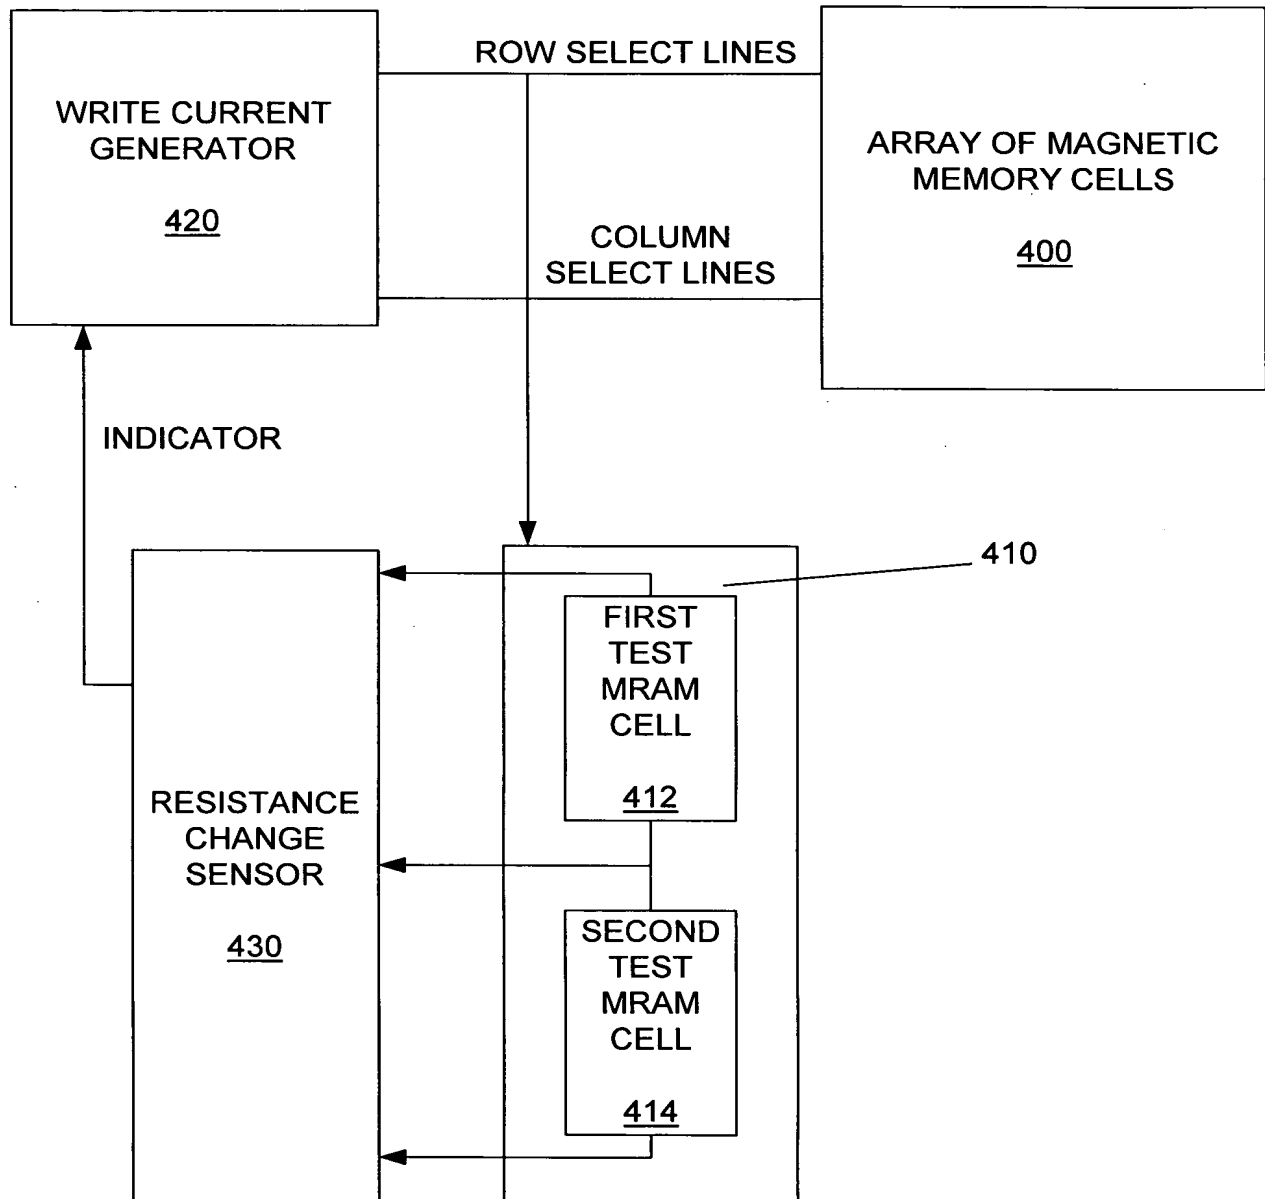 ROW SELECT LINES
WRITE CURRENT
GENERATOR
420
ARRAY OF MAGNETIC
MEMORY CELLS
400
COLUMN
SELECT LINES
INDICATOR
410
FIRST
TEST
MRAM
CELL
412
RESISTANCE
CHANGE
SENSOR
430
SECOND
TEST
MRAM
CELL
414